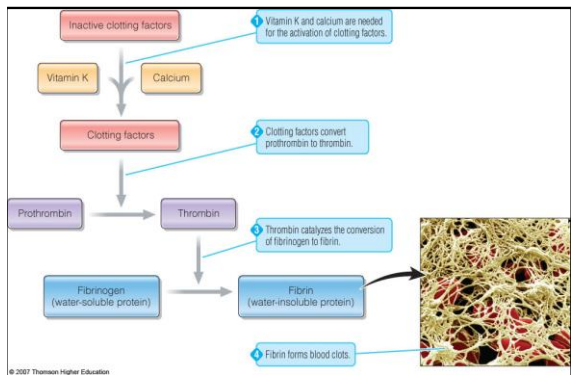 Inactive clotting factors
1 Vitamin K and calcium are needed
for the activation of clotting factors.
Vitamin K
Calcium
Clotting factors
2 Clotting factors convert
prothrombin to thrombin.
Prothrombin
Thrombin
3 Thrombin catalyzes the conversion
of fibrinogen to fibrin.
Fibrinogen
(water-soluble protein)
Fibrin
(water-insoluble protein)
4 Fibrin forms blood clots.
© 2007 Thomson Higher Education